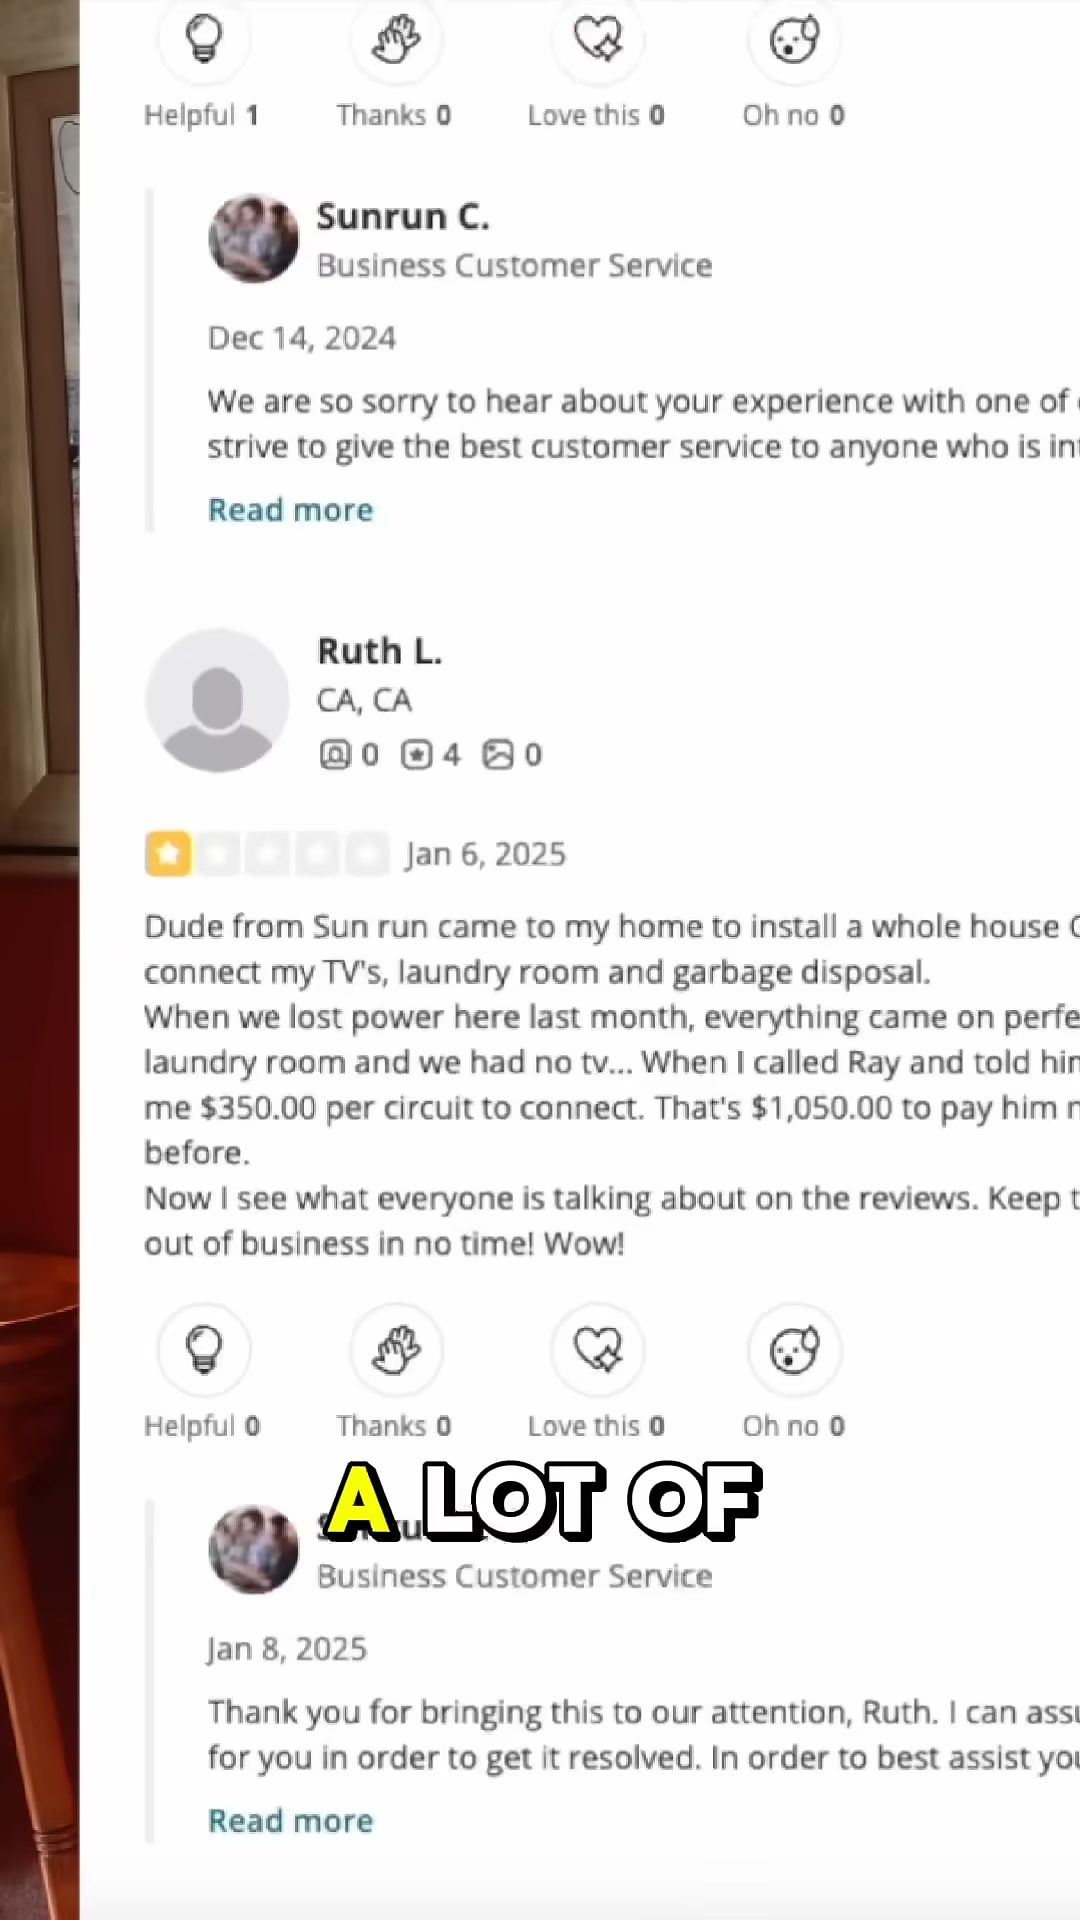 Helpful 1 Thanks 0 Love this 0 Oh no 0
Sunrun C.
Business Customer Service
Dec 14, 2024
We are so sorry to hear about your experience with one of
strive to give the best customer service to anyone who is
Read more
Ruth L.
CA, CA
0 4 0
Jan 6, 2025
Dude from Sun run came to my home to install a whole house
connect my TV's, laundry room and garbage disposal.
When we lost power here last month, everything came on
laundry room and we had no tv... When I called Ray and told
me $350.00 per circuit to connect. That's $1,050.00 to pay him
before.
Now I see what everyone is talking about on the reviews. Keep
out of business in no time! Wow!
Helpful 0 Thanks 0 Love this 0 Oh no 0
A LOT OF
Business Customer Service
Jan 8, 2025
Thank you for bringing this to our attention, Ruth. I can
for you in order to get it resolved. In order to best assist
Read more